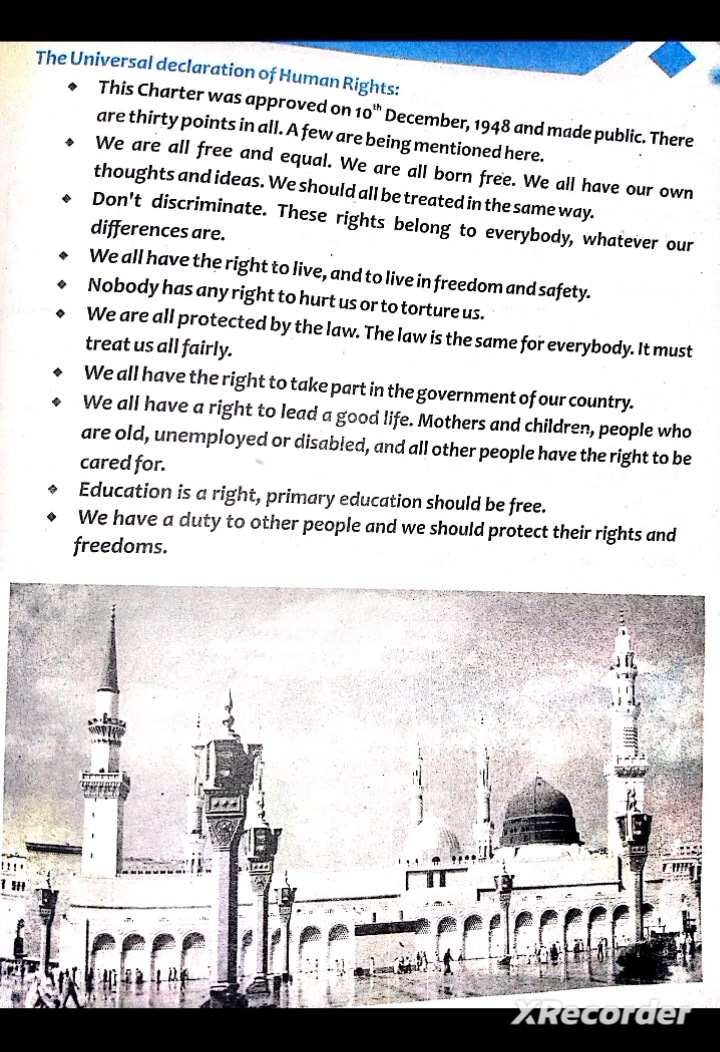 The Universal declaration of Human Rights:
❖ This Charter was approved on 10th December, 1948 and made public. There
are thirty points in all. A few are being mentioned here.
❖ We are all free and equal. We are all born free. We all have our own
thoughts and ideas. We should all be treated in the same way.
❖ Don't discriminate. These rights belong to everybody, whatever our
differences are.
❖ We all have the right to live, and to live in freedom and safety.
❖ Nobody has any right to hurt us or to torture us.
❖ We are all protected by the law. The law is the same for everybody. It must
treat us all fairly.
❖ We all have the right to take part in the government of our country.
❖ We all have a right to lead a good life. Mothers and children, people who
are old, unemployed or disabled, and all other people have the right to be
cared for.
❖ Education is a right, primary education should be free.
❖ We have a duty to other people and we should protect their rights and
freedoms.
XRecorder